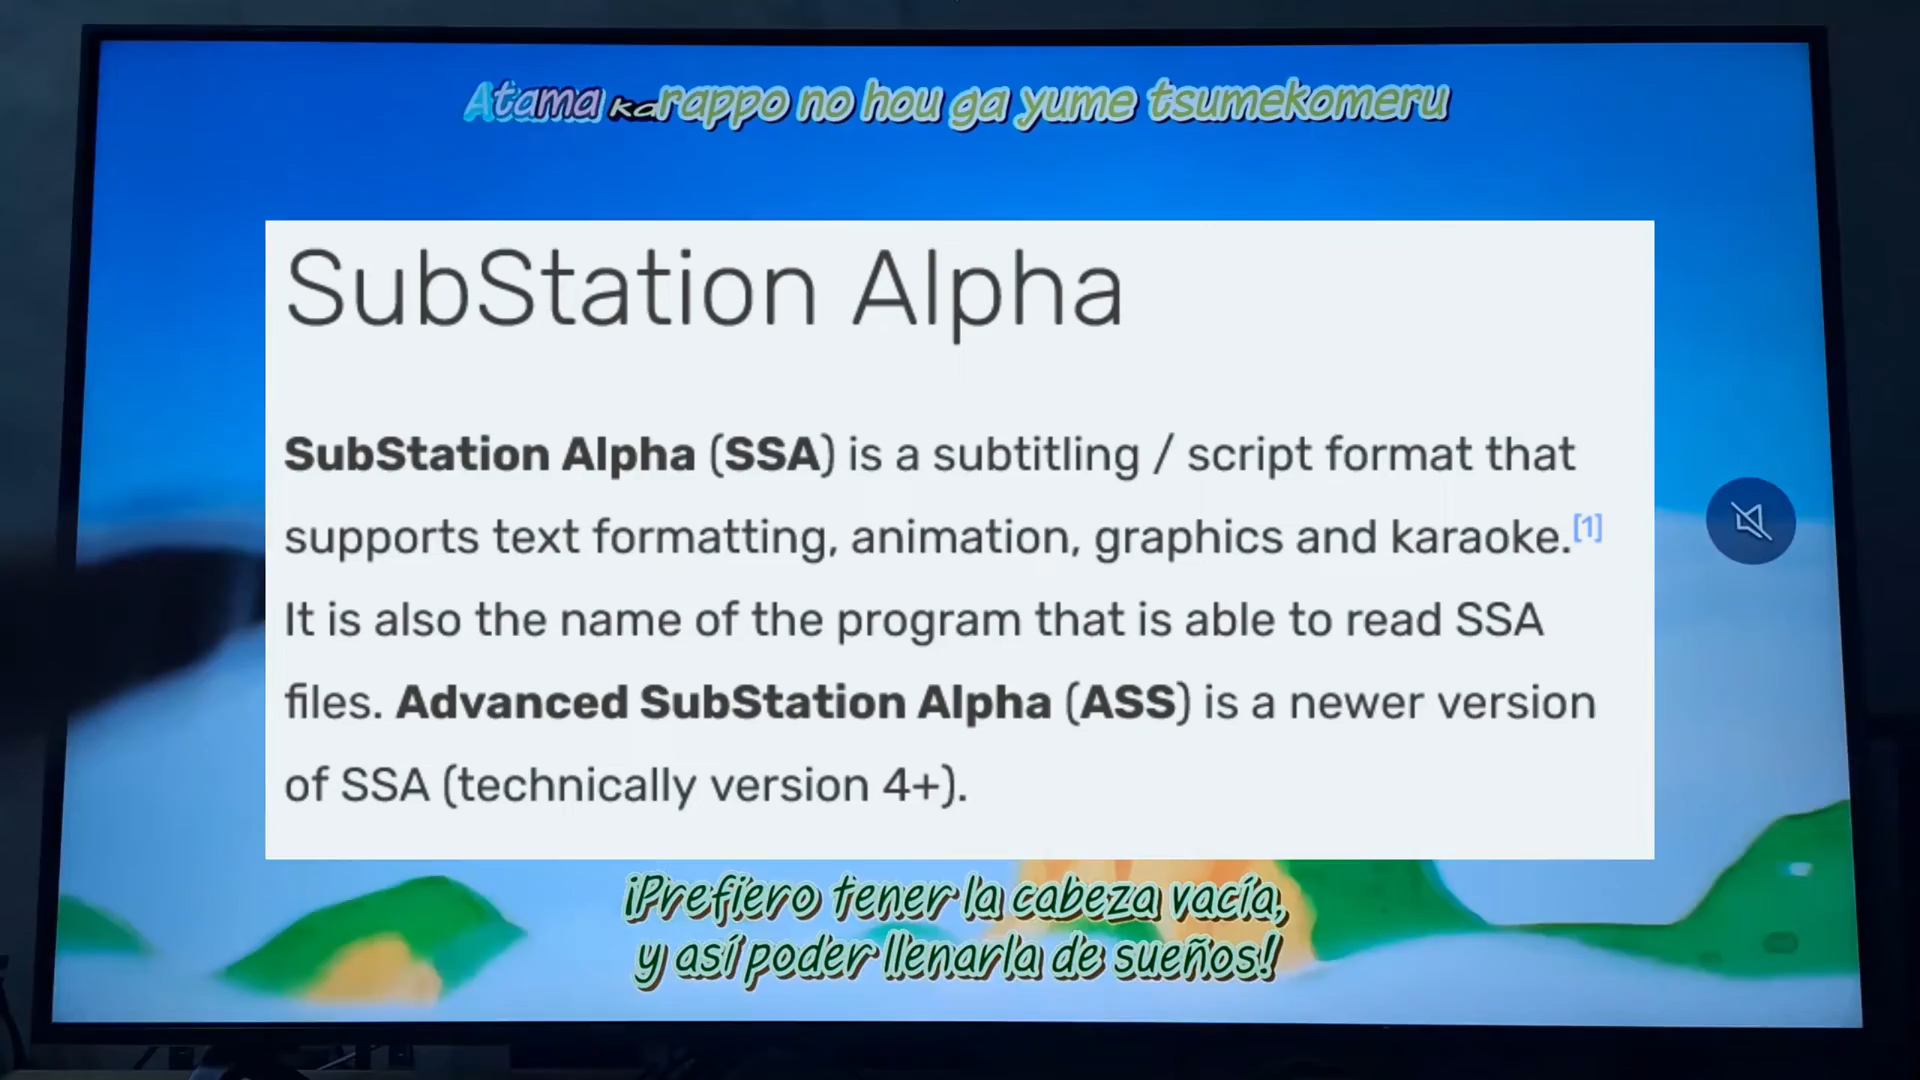 Atama karappo no hou ga yume tsumekomeru
SubStation Alpha
SubStation Alpha (SSA) is a subtitling / script format that
supports text formatting, animation, graphics and karaoke.[1]
It is also the name of the program that is able to read SSA
files. Advanced SubStation Alpha (ASS) is a newer version
of SSA (technically version 4+).
¡Prefiero tener la cabeza vacía,
y así poder llenarla de sueños!